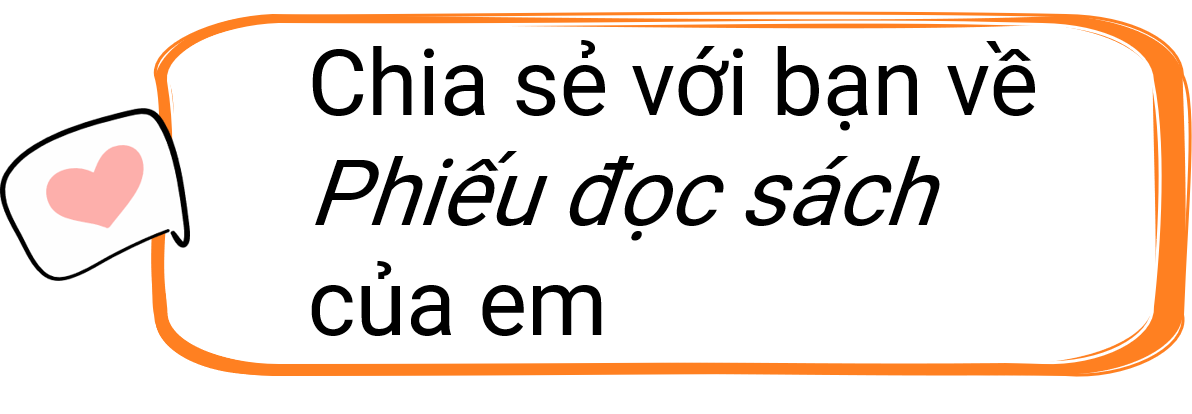 Chia sẻ với bạn về
Phiếu đọc sách
của em